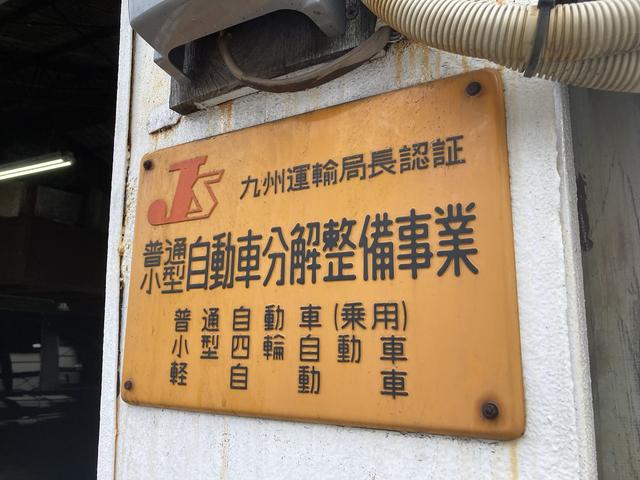 JS 九州運輸局長認証
普通
小型
自動車分解整備事業
普通自動車(乗用)
小型四輪自動車
軽自動車